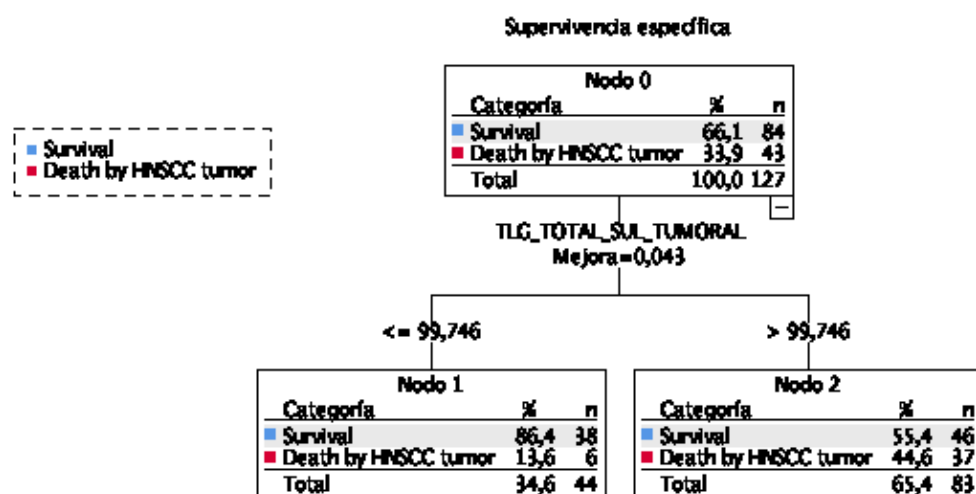 Supervivencia específica
Nodo 0
Categoría % n
Survival 66,1 84
Death by HNSCC tumor 33,9 43
Total 100,0 127
Survival
Death by HNSCC tumor
TLG_TOTAL_SUL_TUMORAL
Mejora=0,043
<= 99,746
> 99,746
Nodo 1
Categoría % n
Survival 86,4 38
Death by HNSCC tumor 13,6 6
Total 34,6 44
Nodo 2
Categoría % n
Survival 55,4 46
Death by HNSCC tumor 44,6 37
Total 65,4 83